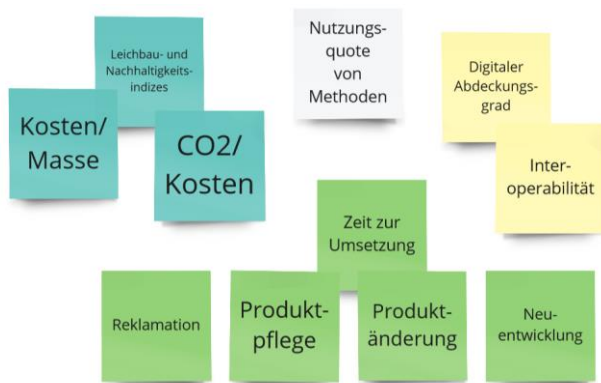 Leichbau- und
Nachhaltigkeits-
indizes
Kosten/
Masse
CO2/
Kosten
Nutzungs-
quote
von
Methoden
Digitaler
Abdeckungs-
grad
Inter-
operabilität
Zeit zur
Umsetzung
Reklamation
Produkt-
pflege
Produkt-
änderung
Neu-
entwicklung